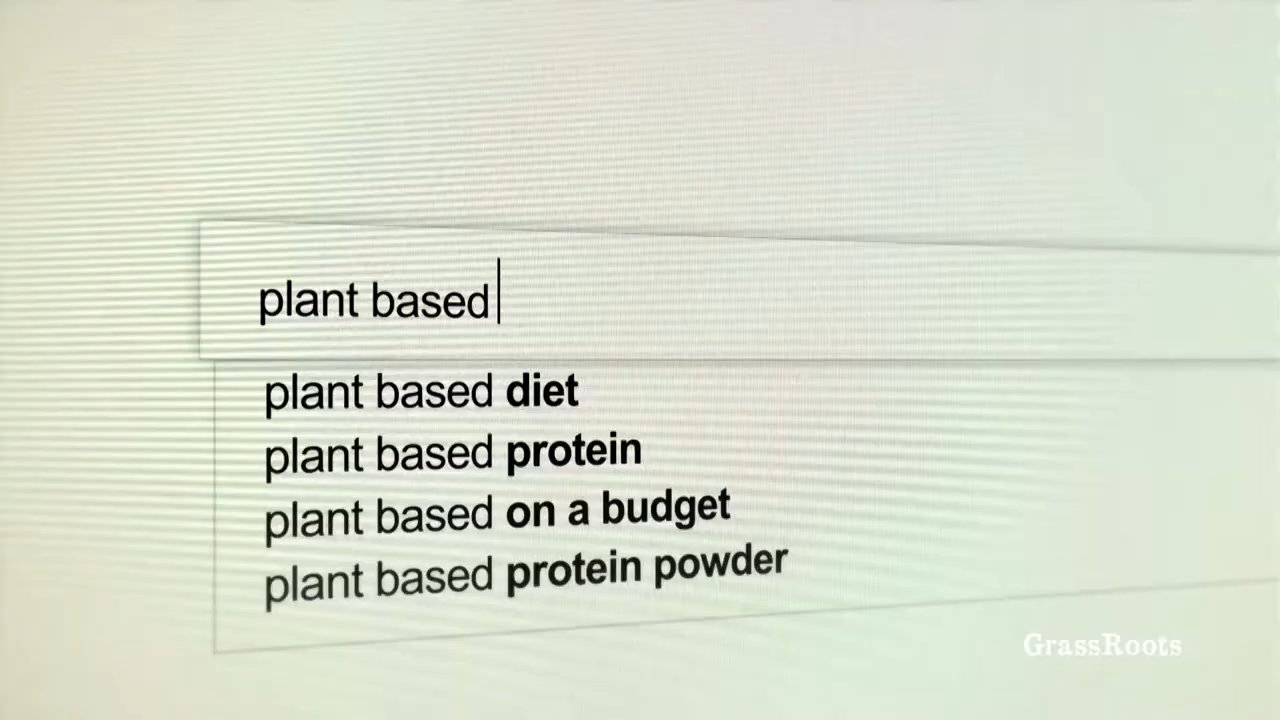 plant based
plant based diet
plant based protein
plant based on a budget
plant based protein powder
GrassRoots